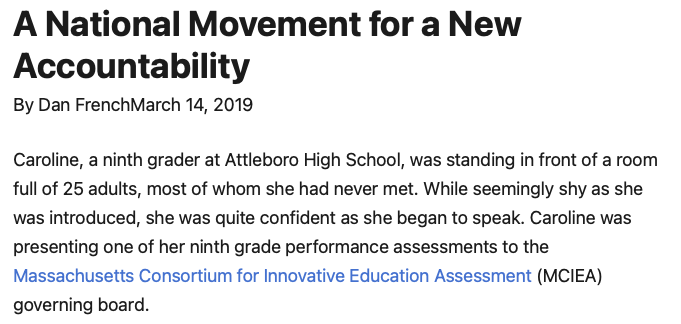 A National Movement for a New
Accountability
By Dan FrenchMarch 14, 2019
Caroline, a ninth grader at Attleboro High School, was standing in front of a room
full of 25 adults, most of whom she had never met. While seemingly shy as she
was introduced, she was quite confident as she began to speak. Caroline was
presenting one of her ninth grade performance assessments to the
Massachusetts Consortium for Innovative Education Assessment (MCIEA)
governing board.